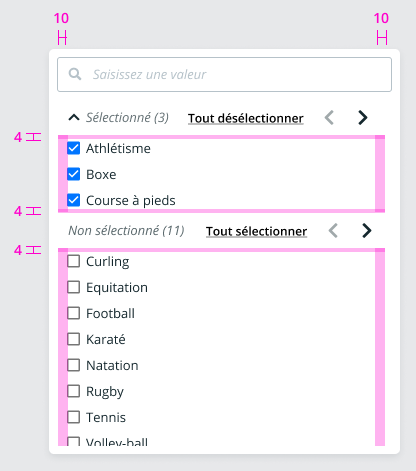 10 10
Saisissez une valeur
Sélectionné (3) Tout désélectionner
4
Athlétisme
Boxe
Course à pieds
4
Non sélectionné (11) Tout sélectionner
4
Curling
Equitation
Football
Karaté
Natation
Rugby
Tennis
Volley-ball